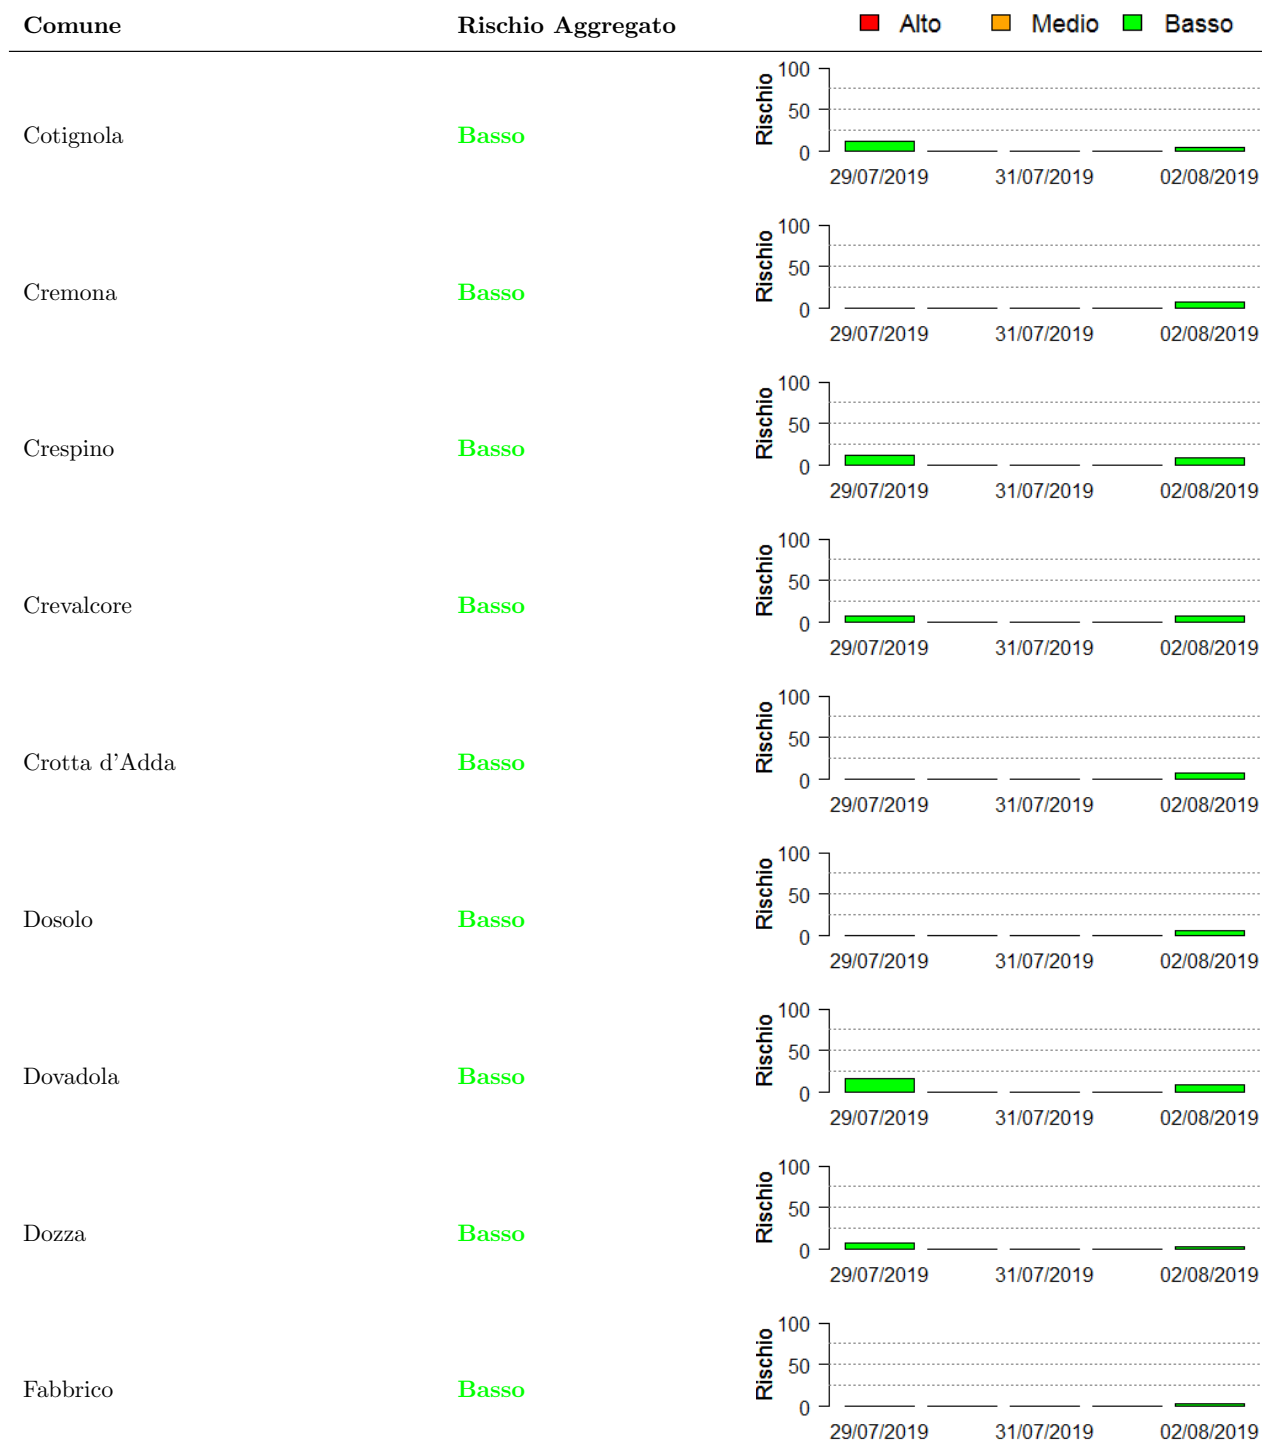 Comune Rischio Aggregato Alto Medio Basso
Cotignola Basso Rischio 100 50 0
29/07/2019 31/07/2019 02/08/2019
Cremona Basso Rischio 100 50 0
29/07/2019 31/07/2019 02/08/2019
Crespino Basso Rischio 100 50 0
29/07/2019 31/07/2019 02/08/2019
Crevalcore Basso Rischio 100 50 0
29/07/2019 31/07/2019 02/08/2019
Crotta d'Adda Basso Rischio 100 50 0
29/07/2019 31/07/2019 02/08/2019
Dosolo Basso Rischio 100 50 0
29/07/2019 31/07/2019 02/08/2019
Dovadola Basso Rischio 100 50 0
29/07/2019 31/07/2019 02/08/2019
Dozza Basso Rischio 100 50 0
29/07/2019 31/07/2019 02/08/2019
Fabbrico Basso Rischio 100 50 0
29/07/2019 31/07/2019 02/08/2019